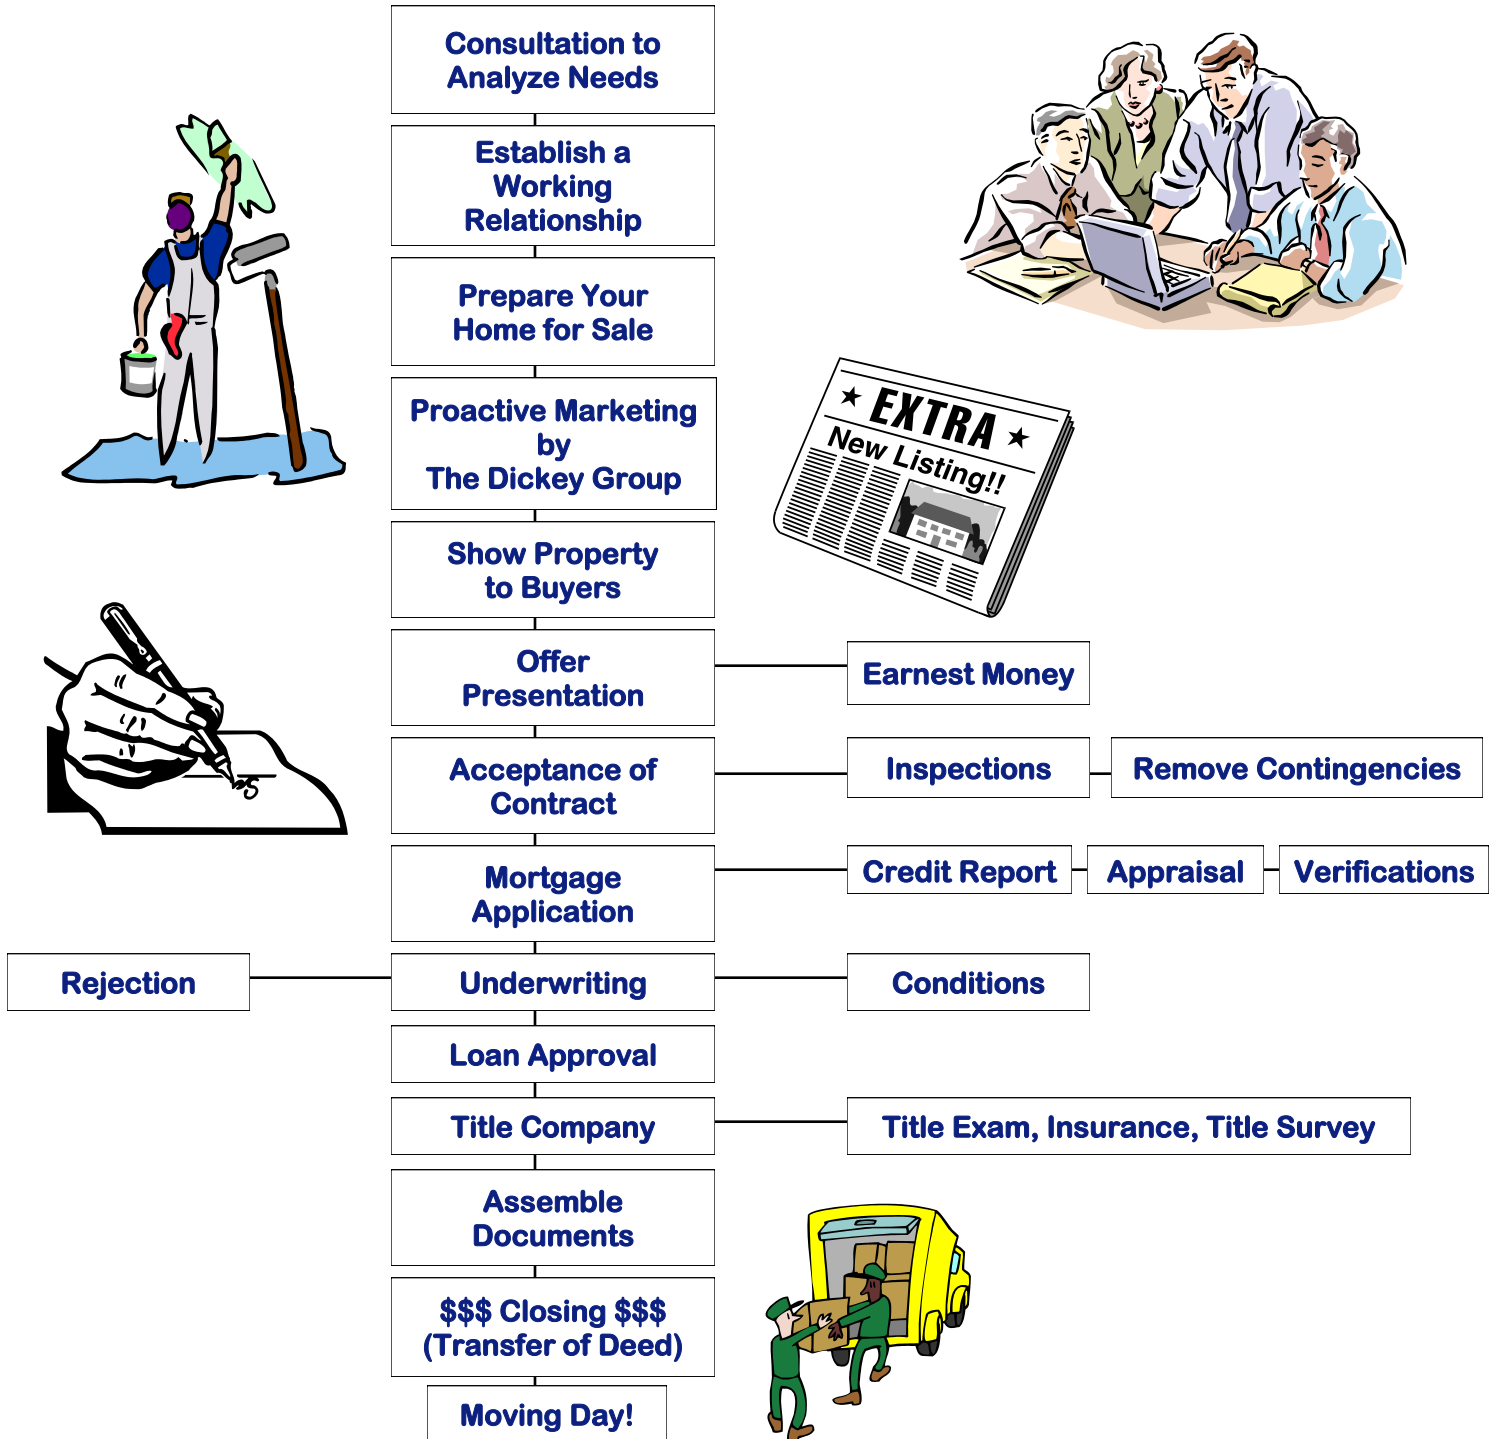 Consultation to
Analyze Needs
Establish a
Working
Relationship
Prepare Your
Home for Sale
Proactive Marketing
by
The Dickey Group
★ EXTRA ★
New Listing!!
Show Property
to Buyers
Offer
Presentation
Earnest Money
Acceptance of
Contract
Inspections
Remove Contingencies
Mortgage
Application
Credit Report
Appraisal
Verifications
Rejection
Underwriting
Conditions
Loan Approval
Title Company
Title Exam, Insurance, Title Survey
Assemble
Documents
$$$ Closing $$$
(Transfer of Deed)
Moving Day!